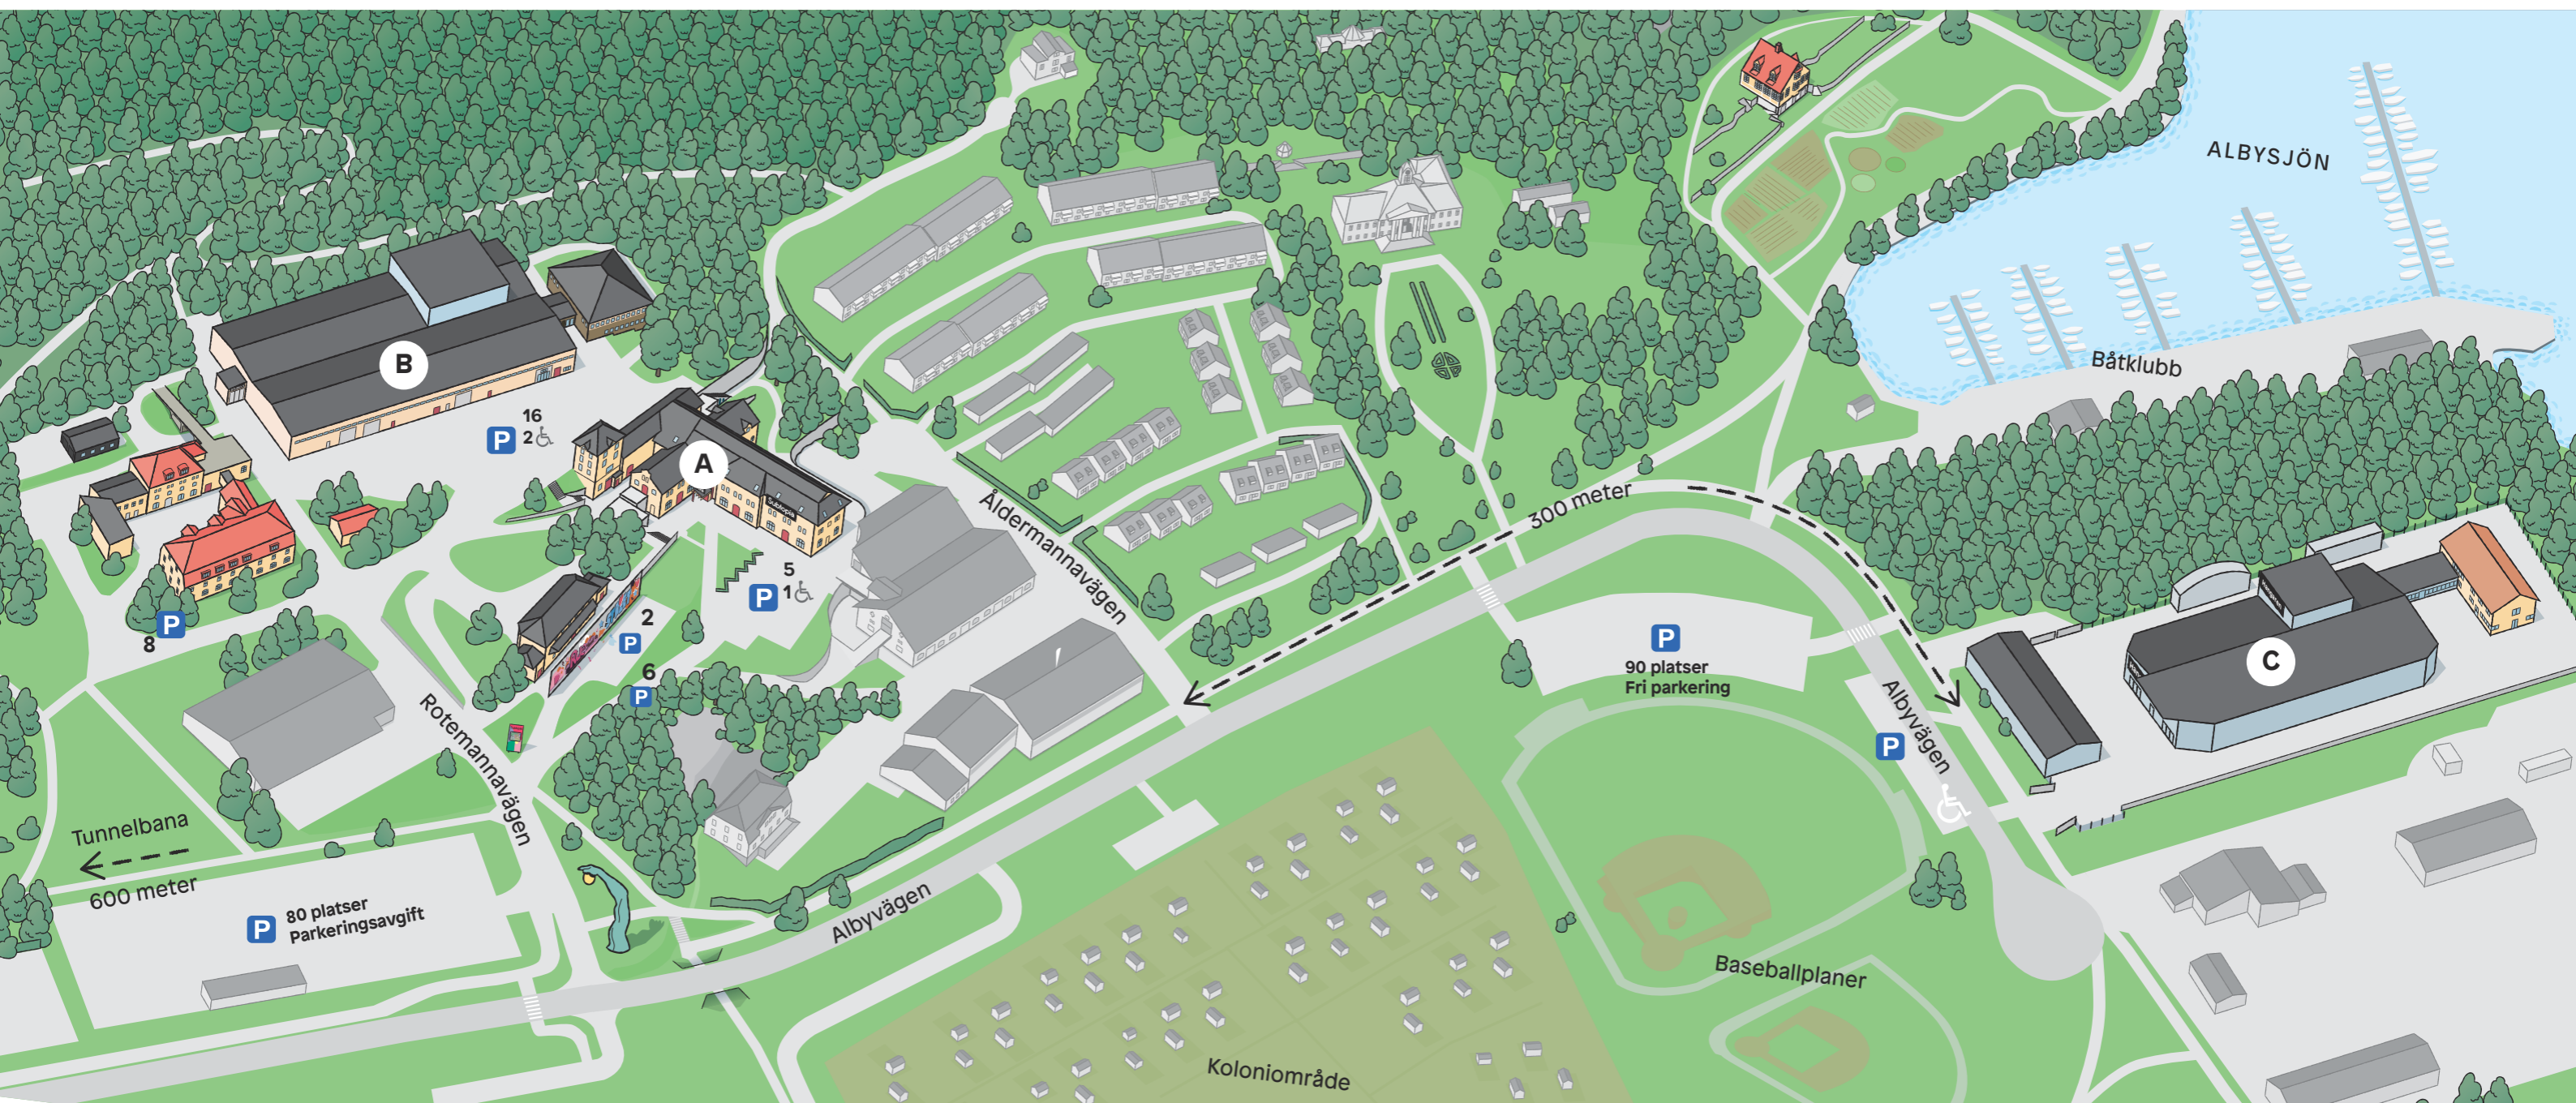 ALBYSJÖN
Båtklubb
B
16
P
2
A
Subtopia
C
Åldermannavägen
300 meter
5
P
1
2
P
8
P
6
P
P
90 platser
Fri parkering
Albyvägen
P
Rotemannavägen
Tunnelbana
600 meter
P
80 platser
Parkeringsavgift
Albyvägen
Baseballplaner
Koloniområde